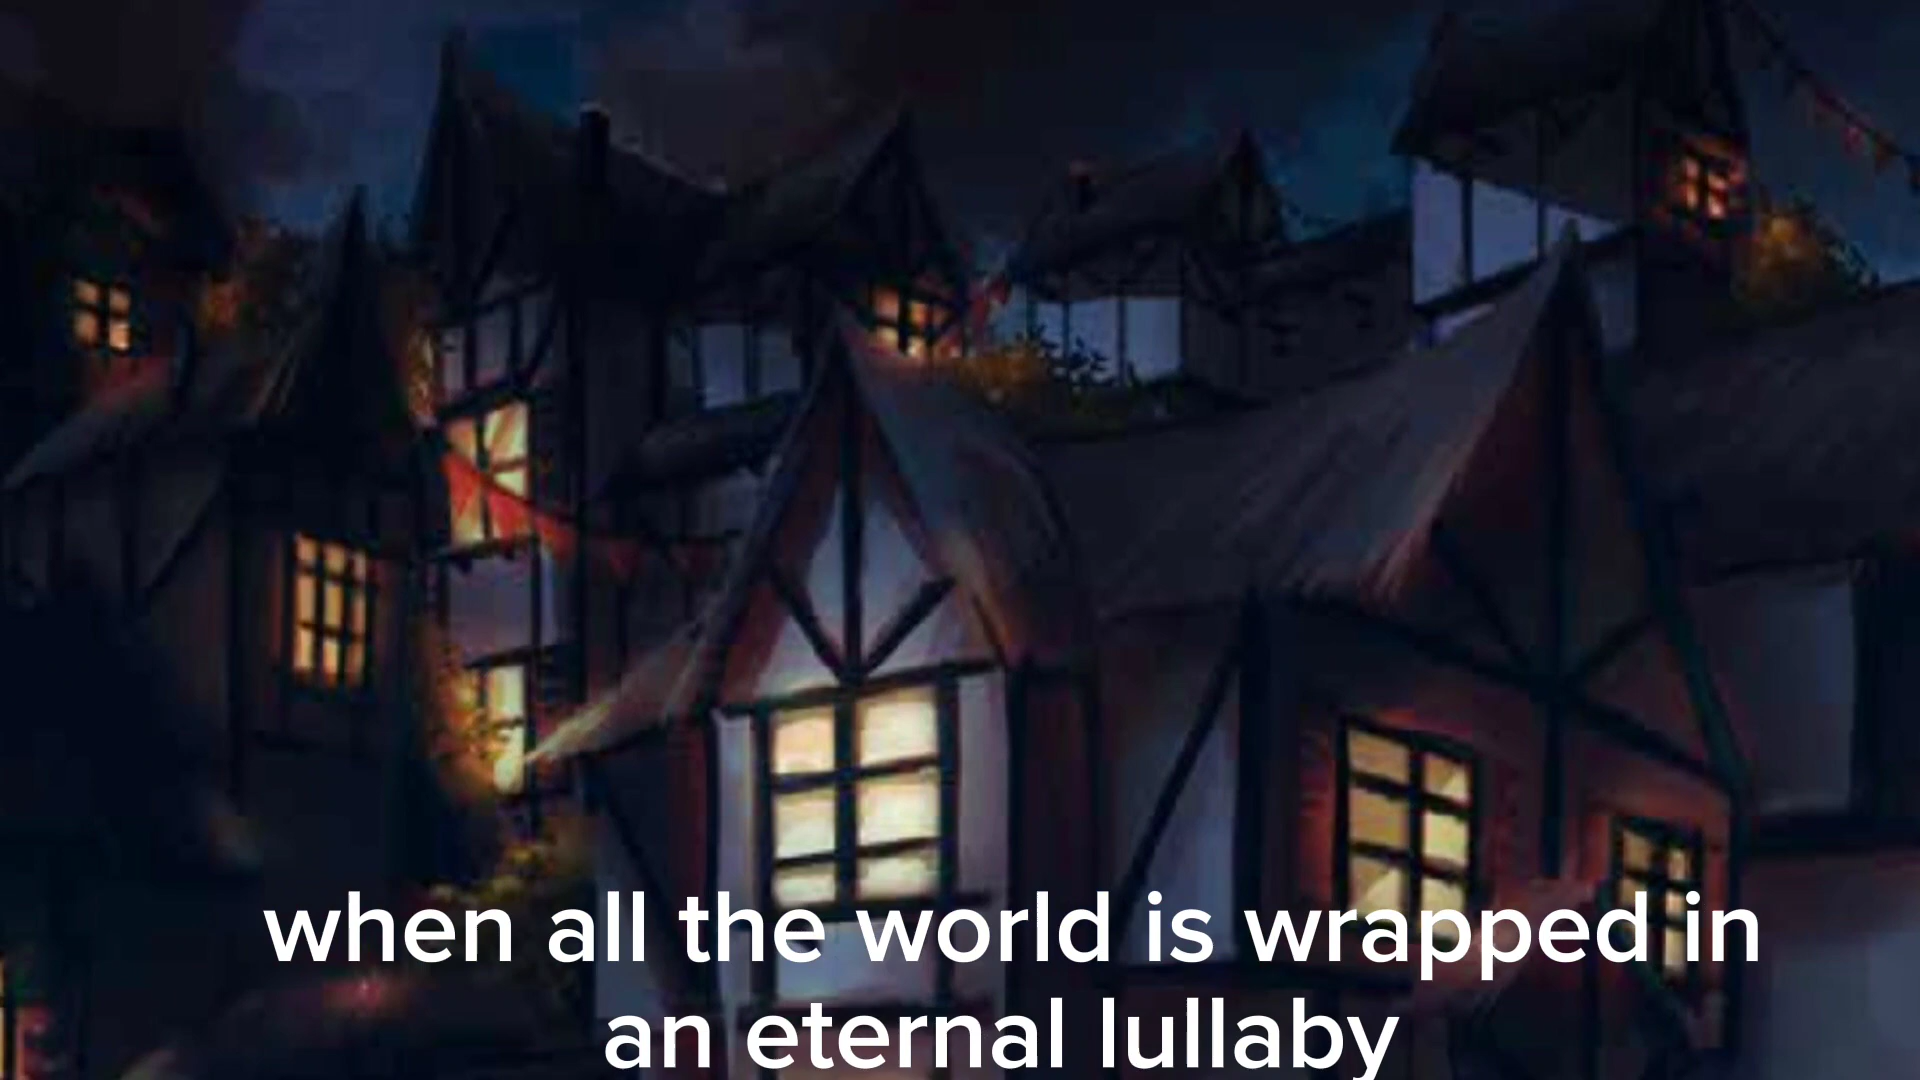 when all the world is wrapped in
an eternal lullaby